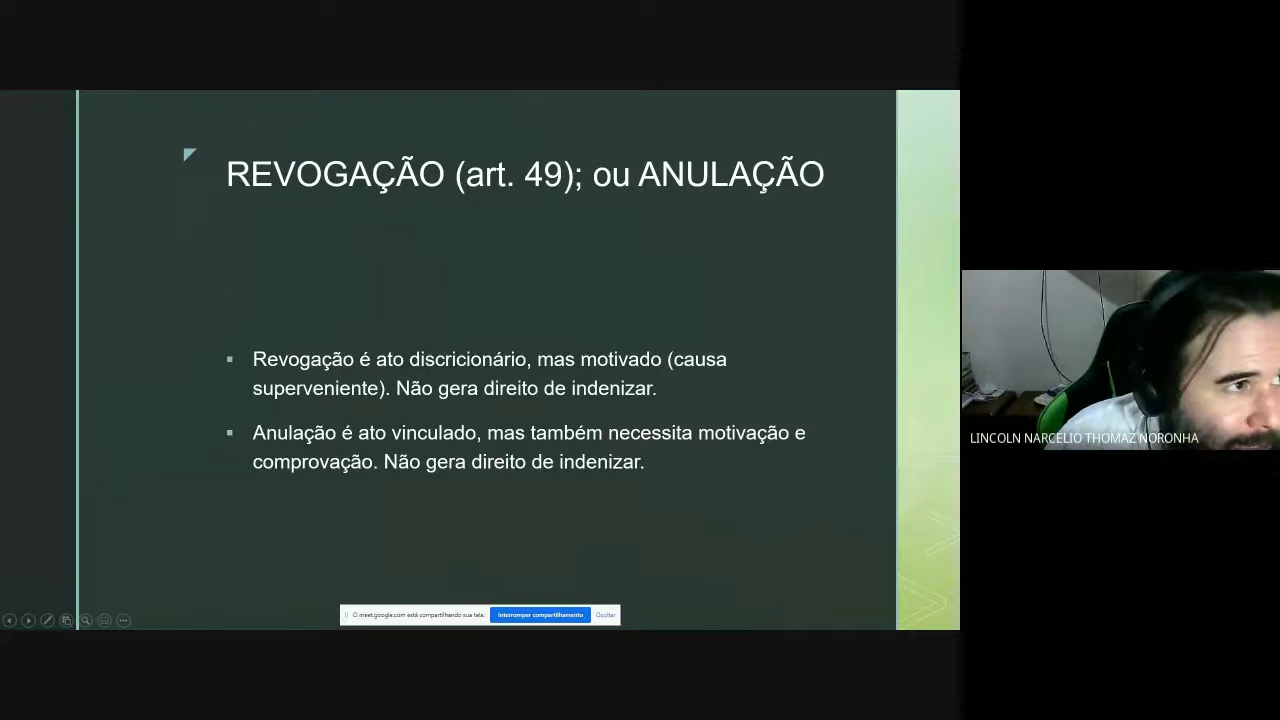 REVOGAÇÃO (art. 49); ou ANULAÇÃO
▪ Revogação é ato discricionário, mas motivado (causa
superveniente). Não gera direito de indenizar.
▪ Anulação é ato vinculado, mas também necessita motivação e
comprovação. Não gera direito de indenizar.
LINCOLN NARCELIO THOMAZ NORONHA
O meet.google.com está compartilhando sua tela. Interromper compartilhamento Ocultar